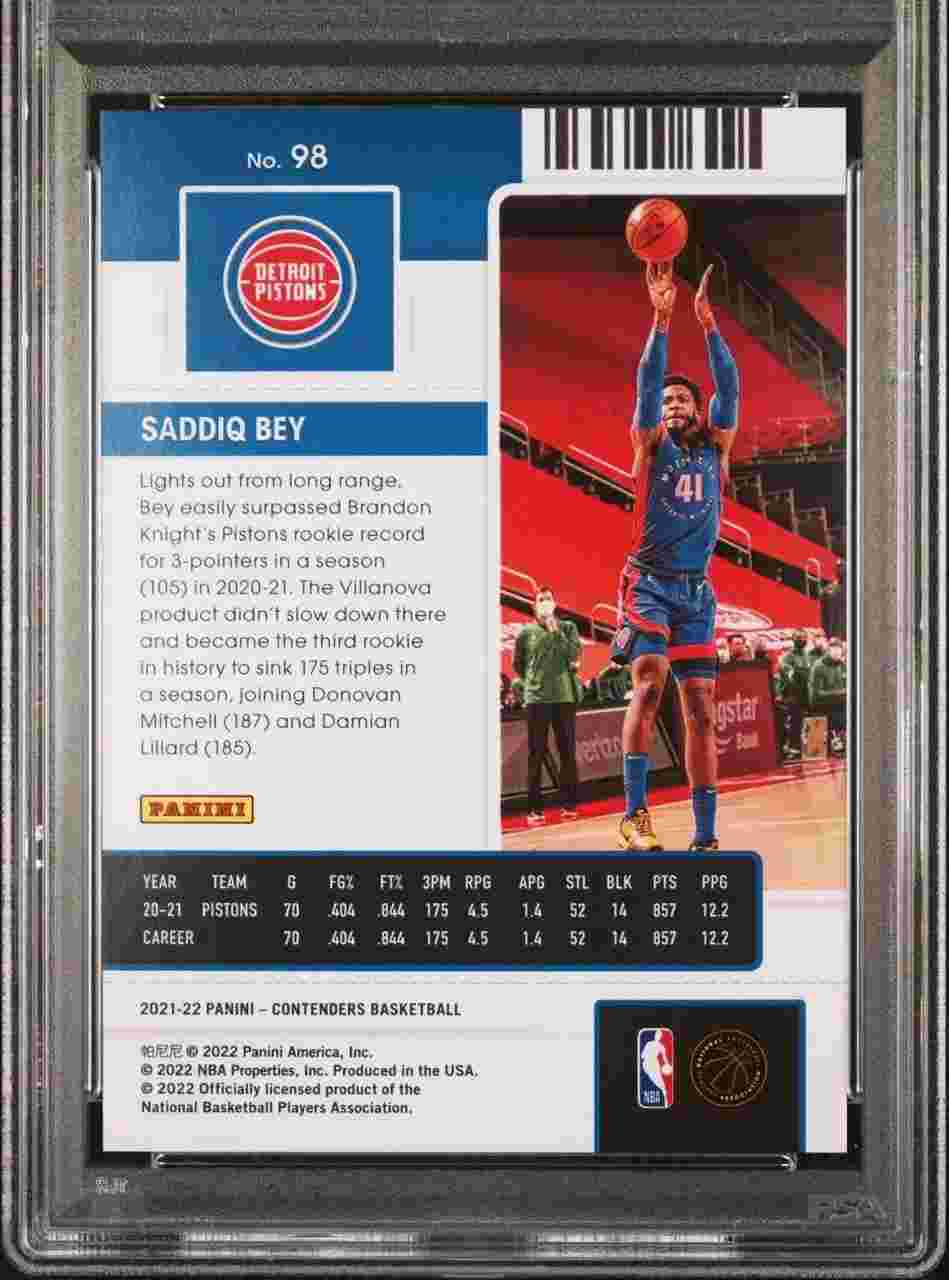 No. 98
DETROIT
PISTONS
SADDIQ BEY
Lights out from long range,
Bey easily surpassed Brandon
Knight's Pistons rookie record
for 3-pointers in a season
(105) in 2020-21. The Villanova
product didn't slow down there
and became the third rookie
in history to sink 175 triples in
a season, joining Donovan
Mitchell (187) and Damian
Lillard (185).
41
verizon
PANINI
YEAR TEAM G FG% FT% 3PM RPG APG STL BLK PTS PPG
20-21 PISTONS 70 .404 .844 175 4.5 1.4 52 14 857 12.2
CAREER 70 .404 .844 175 4.5 1.4 52 14 857 12.2
2021-22 PANINI – CONTENDERS BASKETBALL
帕尼尼 © 2022 Panini America, Inc.
© 2022 NBA Properties, Inc. Produced in the USA.
© 2022 Officially licensed product of the
National Basketball Players Association.
NBA
PSA